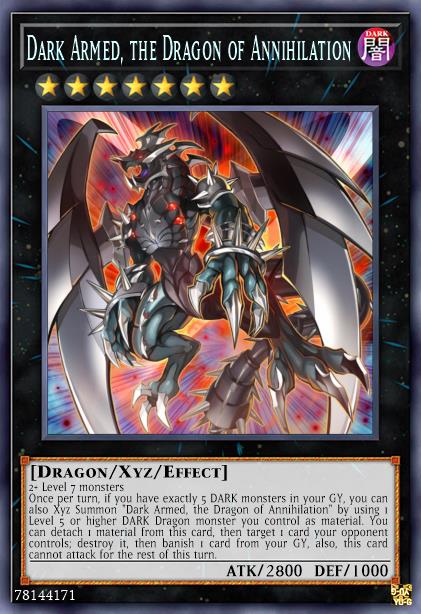 DARK ARMED, THE DRAGON OF ANNIHILATION
DARK
闇
[DRAGON/XYZ/EFFECT]
2+ Level 7 monsters
Once per turn, if you have exactly 5 DARK monsters in your GY, you can
also Xyz Summon "Dark Armed, the Dragon of Annihilation" by using 1
Level 5 or higher DARK Dragon monster you control as material. You
can detach 1 material from this card, then target 1 card your opponent
controls; destroy it, then banish 1 card from your GY, also, this card
cannot attack for the rest of this turn.
ATK/2800 DEF/1000
78144171